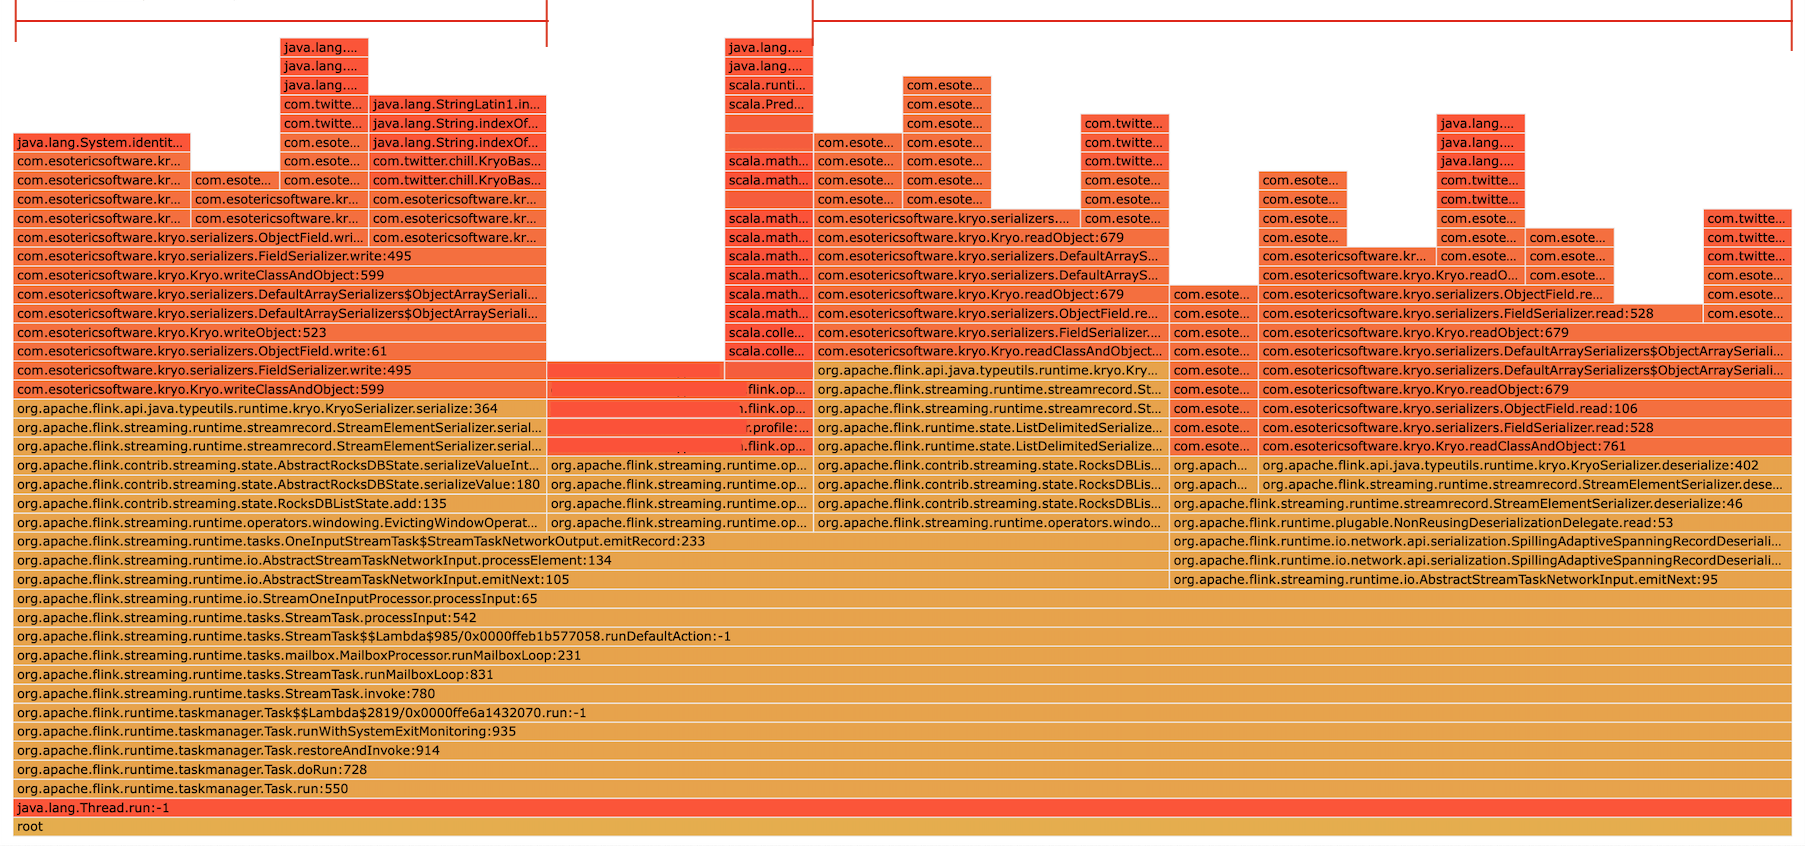 java.lang.... java.lang....
java.lang.... java.lang....
java.lang.... scala.runti... com.esote...
com.twitte... java.lang.StringLatin1.in... scala.Pred... com.esote...
com.twitte... java.lang.String.indexOf... com.esote... com.twitte... java.lang....
java.lang.System.identit... com.esote... java.lang.String.indexOf... com.esote... com.esote... com.twitte... java.lang....
com.esotericsoftware.kr... com.esote... com.twitter.chill.KryoBas... scala.math... com.esote... com.esote... com.twitte... java.lang....
com.esotericsoftware.kr... com.esote... com.esote... com.twitter.chill.KryoBas... scala.math... com.esote... com.esote... com.esote... com.esote... com.twitte...
com.esotericsoftware.kr... com.esotericsoftware.kr... com.esotericsoftware.kr... com.esote... com.esote... com.esote... com.esote... com.twitte...
com.esotericsoftware.kr... com.esotericsoftware.kr... com.esotericsoftware.kr... scala.math... com.esotericsoftware.kryo.serializers.... com.esote... com.esote... com.esote... com.twitte...
com.esotericsoftware.kryo.serializers.ObjectField.wri... com.esotericsoftware.kr... scala.math... com.esotericsoftware.kryo.Kryo.readObject:679 com.esote... com.esote... com.esote... com.twitte...
com.esotericsoftware.kryo.serializers.FieldSerializer.write:495 scala.math... com.esotericsoftware.kryo.serializers.DefaultArrayS... com.esotericsoftware.kr... com.esote... com.esote... com.twitte...
com.esotericsoftware.kryo.Kryo.writeClassAndObject:599 scala.math... com.esotericsoftware.kryo.serializers.DefaultArrayS... com.esotericsoftware.kryo.Kryo.readO... com.esote... com.esote...
com.esotericsoftware.kryo.serializers.DefaultArraySerializers$ObjectArraySeriali... scala.math... com.esotericsoftware.kryo.Kryo.readObject:679 com.esote... com.esotericsoftware.kryo.serializers.ObjectField.re... com.esote...
com.esotericsoftware.kryo.serializers.DefaultArraySerializers$ObjectArraySeriali... scala.math... com.esotericsoftware.kryo.serializers.ObjectField.re... com.esote... com.esotericsoftware.kryo.serializers.FieldSerializer.read:528 com.esote...
com.esotericsoftware.kryo.Kryo.writeObject:523 scala.colle... com.esotericsoftware.kryo.serializers.FieldSerializer.... com.esote... com.esotericsoftware.kryo.Kryo.readObject:679
com.esotericsoftware.kryo.serializers.ObjectField.write:61 scala.colle... com.esotericsoftware.kryo.Kryo.readClassAndObject... com.esote... com.esotericsoftware.kryo.serializers.DefaultArraySerializers$ObjectArraySeriali...
com.esotericsoftware.kryo.serializers.FieldSerializer.write:495 org.apache.flink.api.java.typeutils.runtime.kryo.Kry... com.esote... com.esotericsoftware.kryo.serializers.DefaultArraySerializers$ObjectArraySeriali...
com.esotericsoftware.kryo.Kryo.writeClassAndObject:599 flink.op... org.apache.flink.streaming.runtime.streamrecord.St... com.esote... com.esotericsoftware.kryo.Kryo.readObject:679
org.apache.flink.api.java.typeutils.runtime.kryo.KryoSerializer.serialize:364 .flink.op... org.apache.flink.streaming.runtime.streamrecord.St... com.esote... com.esotericsoftware.kryo.serializers.ObjectField.read:106
org.apache.flink.streaming.runtime.streamrecord.StreamElementSerializer.serial... .profile:... org.apache.flink.runtime.state.ListDelimitedSerialize... com.esote... com.esotericsoftware.kryo.serializers.FieldSerializer.read:528
org.apache.flink.streaming.runtime.streamrecord.StreamElementSerializer.serial... .flink.op... org.apache.flink.runtime.state.ListDelimitedSerialize... com.esote... com.esotericsoftware.kryo.Kryo.readClassAndObject:761
org.apache.flink.contrib.streaming.state.AbstractRocksDBState.serializeValueInt... org.apache.flink.streaming.runtime.op... org.apache.flink.contrib.streaming.state.RocksDBLis... org.apach... org.apache.flink.api.java.typeutils.runtime.kryo.KryoSerializer.deserialize:402
org.apache.flink.contrib.streaming.state.AbstractRocksDBState.serializeValue:180 org.apache.flink.streaming.runtime.op... org.apache.flink.contrib.streaming.state.RocksDBLis... org.apach... org.apache.flink.streaming.runtime.streamrecord.StreamElementSerializer.dese...
org.apache.flink.contrib.streaming.state.RocksDBListState.add:135 org.apache.flink.streaming.runtime.op... org.apache.flink.contrib.streaming.state.RocksDBLis... org.apache.flink.streaming.runtime.streamrecord.StreamElementSerializer.deserialize:46
org.apache.flink.streaming.runtime.operators.windowing.EvictingWindowOperat... org.apache.flink.streaming.runtime.op... org.apache.flink.streaming.runtime.operators.windo... org.apache.flink.runtime.plugable.NonReusingDeserializationDelegate.read:53
org.apache.flink.streaming.runtime.tasks.OneInputStreamTask$StreamTaskNetworkOutput.emitRecord:233 org.apache.flink.runtime.io.network.api.serialization.SpillingAdaptiveSpanningRecordDeseriali...
org.apache.flink.streaming.runtime.io.AbstractStreamTaskNetworkInput.processElement:134 org.apache.flink.runtime.io.network.api.serialization.SpillingAdaptiveSpanningRecordDeseriali...
org.apache.flink.streaming.runtime.io.AbstractStreamTaskNetworkInput.emitNext:105 org.apache.flink.streaming.runtime.io.AbstractStreamTaskNetworkInput.emitNext:95
org.apache.flink.streaming.runtime.io.StreamOneInputProcessor.processInput:65
org.apache.flink.streaming.runtime.tasks.StreamTask.processInput:542
org.apache.flink.streaming.runtime.tasks.StreamTask$$Lambda$985/0x0000ffeb1b577058.runDefaultAction:-1
org.apache.flink.streaming.runtime.tasks.mailbox.MailboxProcessor.runMailboxLoop:231
org.apache.flink.streaming.runtime.tasks.StreamTask.runMailboxLoop:831
org.apache.flink.streaming.runtime.tasks.StreamTask.invoke:780
org.apache.flink.runtime.taskmanager.Task$$Lambda$2819/0x0000ffe6a1432070.run:-1
org.apache.flink.runtime.taskmanager.Task.runWithSystemExitMonitoring:935
org.apache.flink.runtime.taskmanager.Task.restoreAndInvoke:914
org.apache.flink.runtime.taskmanager.Task.doRun:728
org.apache.flink.runtime.taskmanager.Task.run:550
java.lang.Thread.run:-1
root